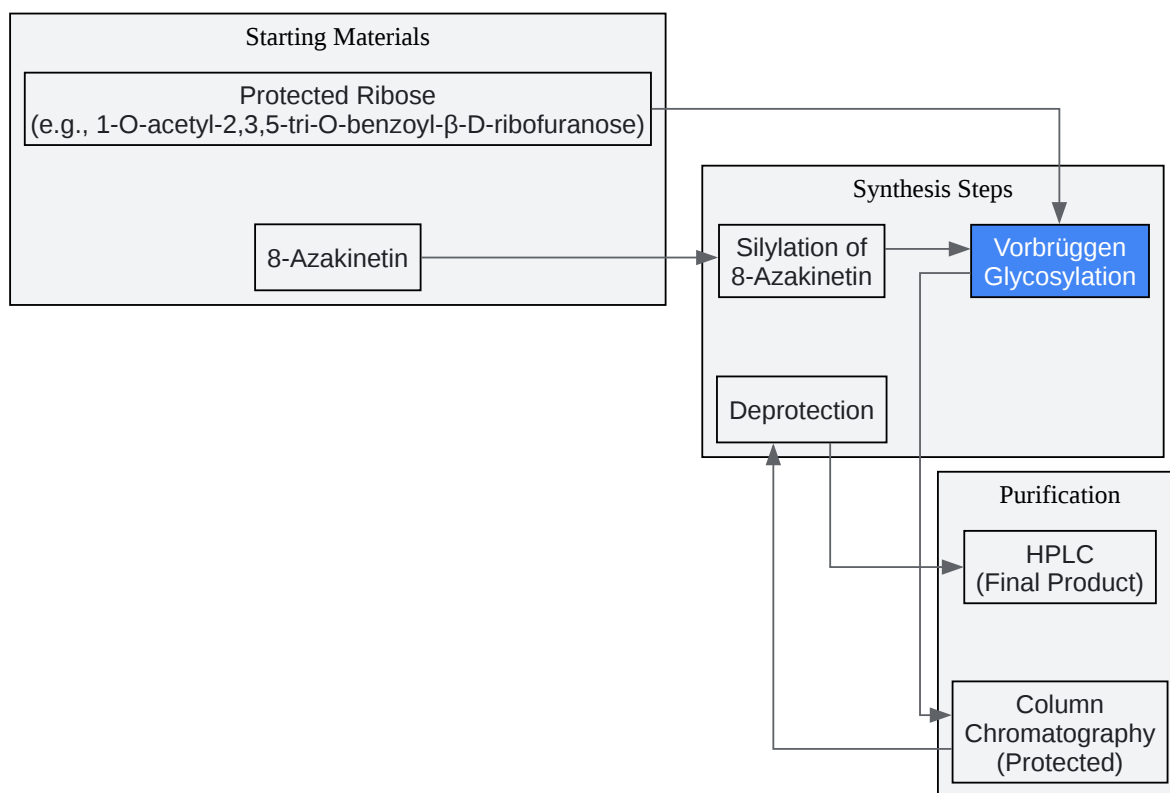 Starting Materials
Protected Ribose
(e.g., 1-O-acetyl-2,3,5-tri-O-benzoyl-β-D-ribofuranose)
8-Azakinetin
Synthesis Steps
Silylation of
8-Azakinetin
Vorbrüggen
Glycosylation
Deprotection
Purification
HPLC
(Final Product)
Column
Chromatography
(Protected)